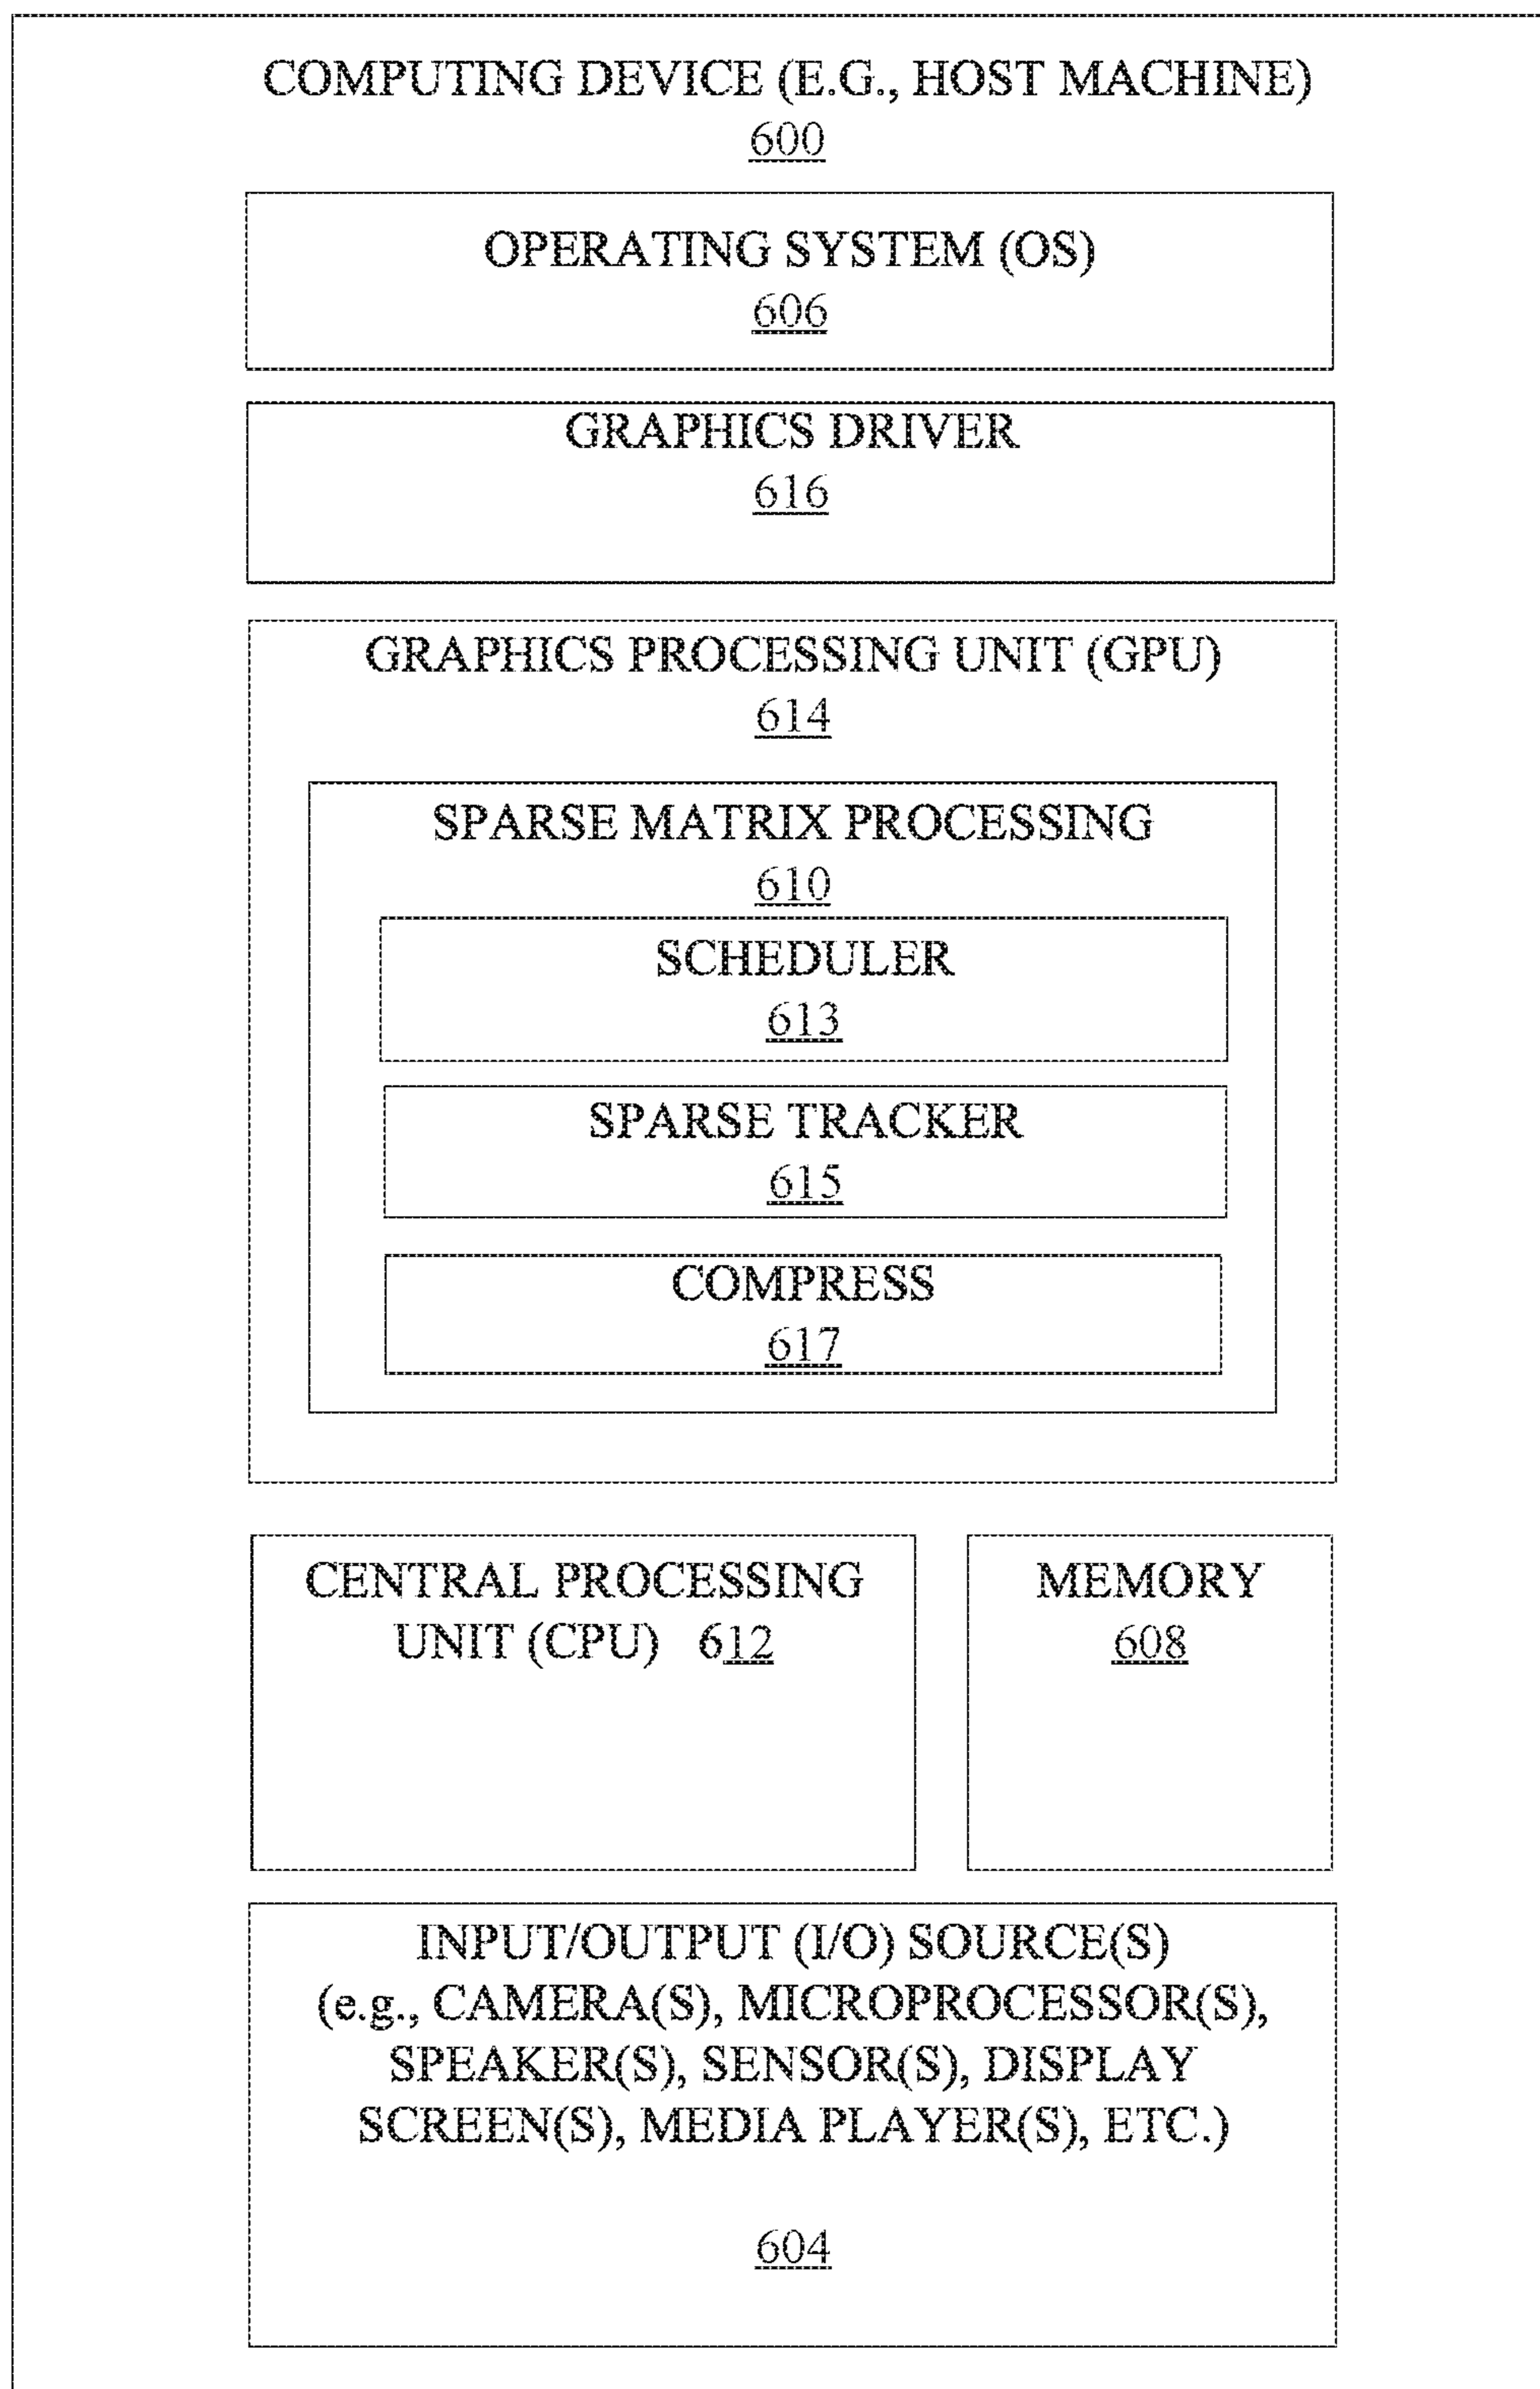 COMPUTING DEVICE (E.G., HOST MACHINE)
600
OPERATING SYSTEM (OS)
606
GRAPHICS DRIVER
616
GRAPHICS PROCESSING UNIT (GPU)
614
SPARSE MATRIX PROCESSING
610
SCHEDULER
613
SPARSE TRACKER
615
COMPRESS
617
CENTRAL PROCESSING
UNIT (CPU) 612
MEMORY
608
INPUT/OUTPUT (I/O) SOURCE(S)
(e.g., CAMERA(S), MICROPROCESSOR(S),
SPEAKER(S), SENSOR(S), DISPLAY
SCREEN(S), MEDIA PLAYER(S), ETC.)
604